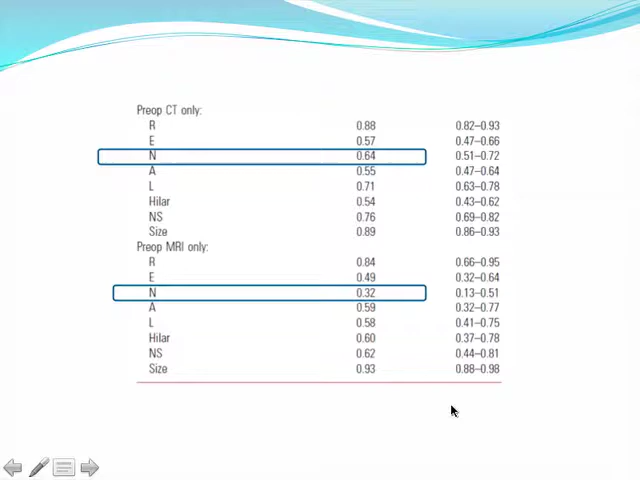 Preop CT only:
R 0.88 0.82–0.93
E 0.57 0.47–0.66
N 0.64 0.51–0.72
A 0.55 0.47–0.64
L 0.71 0.63–0.78
Hilar 0.54 0.43–0.62
NS 0.76 0.69–0.82
Size 0.89 0.86–0.93
Preop MRI only:
R 0.84 0.66–0.95
E 0.49 0.32–0.64
N 0.32 0.13–0.51
A 0.59 0.32–0.77
L 0.58 0.41–0.75
Hilar 0.60 0.37–0.78
NS 0.62 0.44–0.81
Size 0.93 0.88–0.98